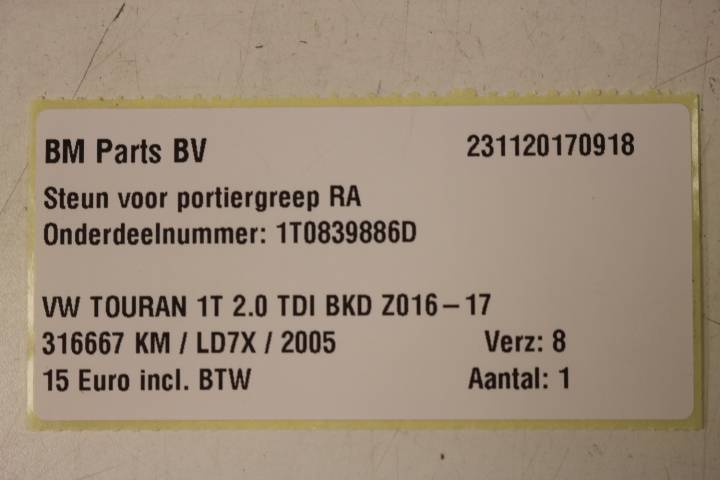 BM Parts BV 231120170918
Steun voor portiergreep RA
Onderdeelnummer: 1T0839886D
VW TOURAN 1T 2.0 TDI BKD Z016-17
316667 KM / LD7X / 2005 Verz: 8
15 Euro incl. BTW Aantal: 1